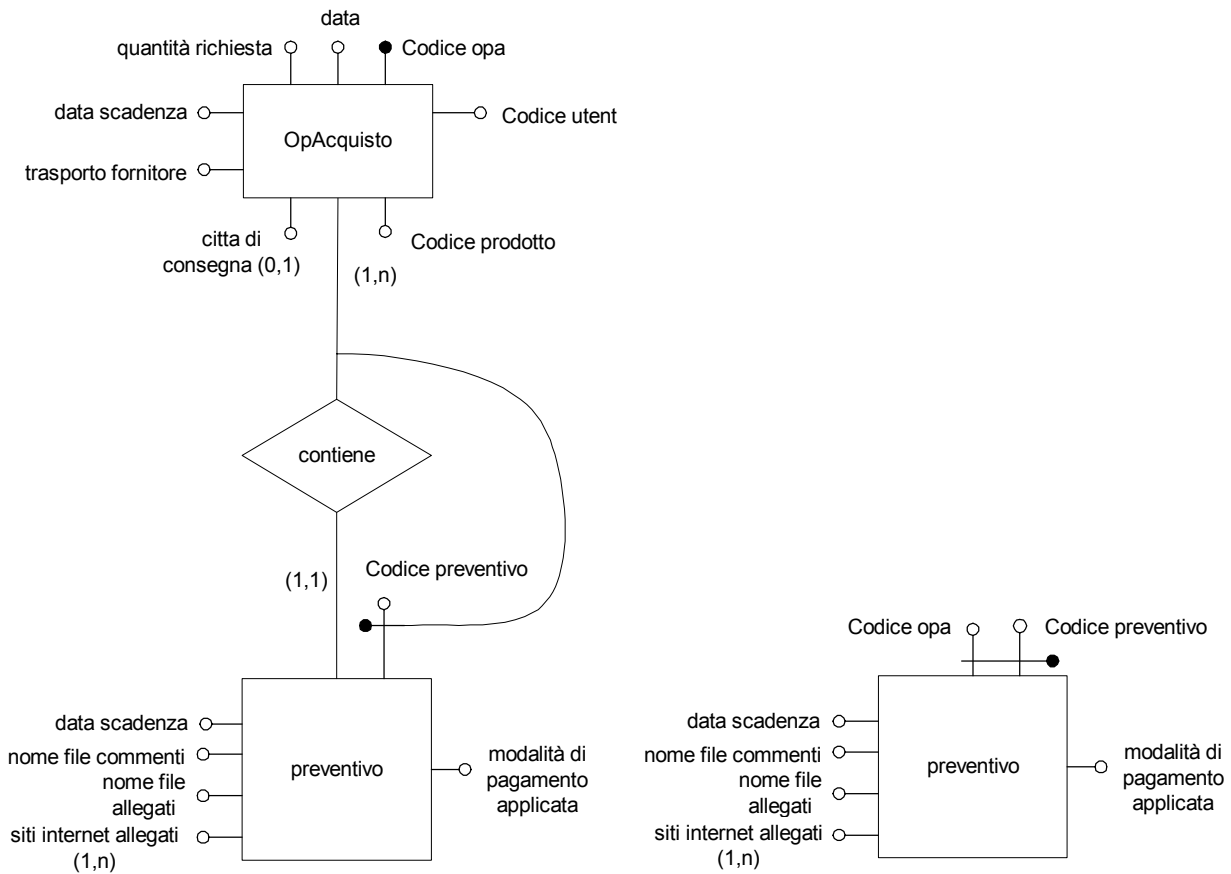 data
quantità richiesta
Codice opa
data scadenza
Codice utent
OpAcquisto
trasporto fornitore
citta di
consegna (0,1)
Codice prodotto
(1,n)
contiene
(1,1)
Codice preventivo
data scadenza
nome file commenti
nome file
allegati
siti internet allegati
(1,n)
preventivo
modalità di
pagamento
applicata
Codice opa
Codice preventivo
data scadenza
nome file commenti
nome file
allegati
siti internet allegati
(1,n)
preventivo
modalità di
pagamento
applicata